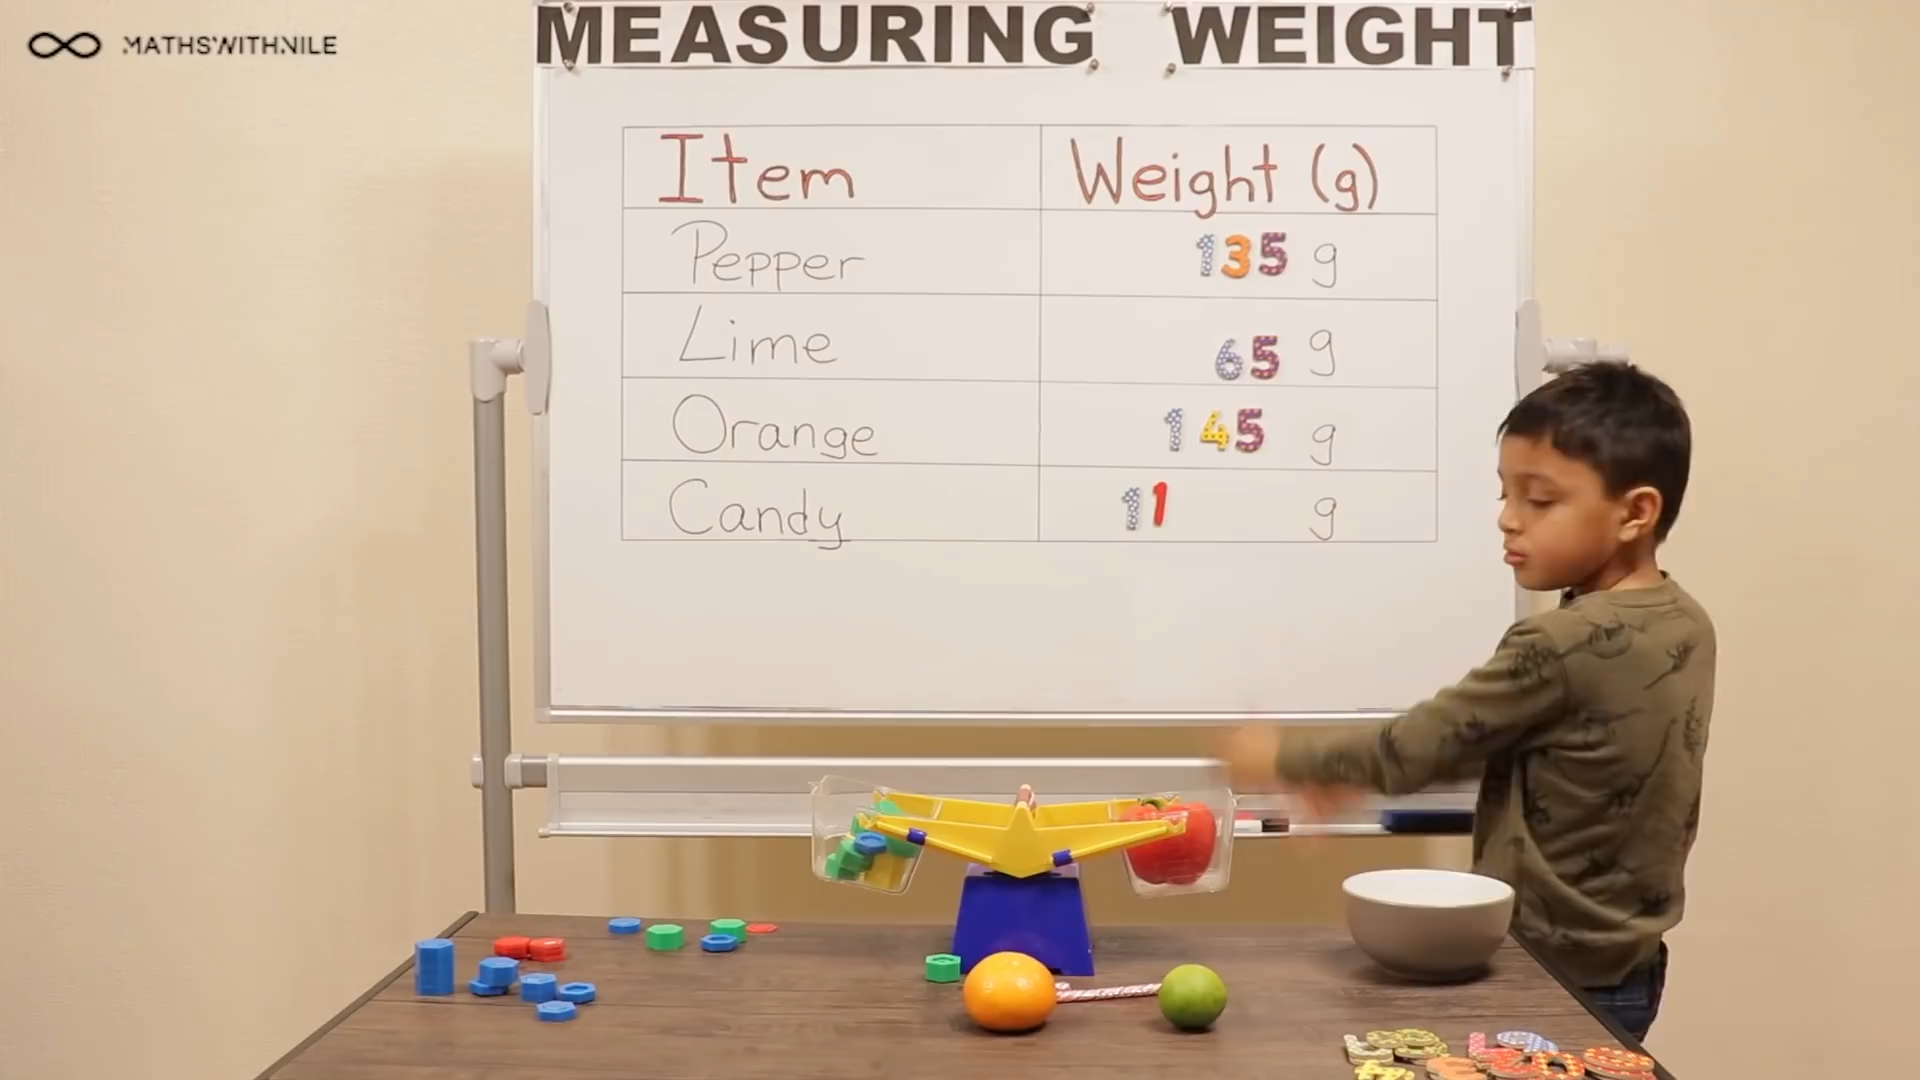 MATHSWITHNILE
MEASURING WEIGHT
Item Weight (g)
Pepper 135 g
Lime 65 g
Orange 145 g
Candy 11 g